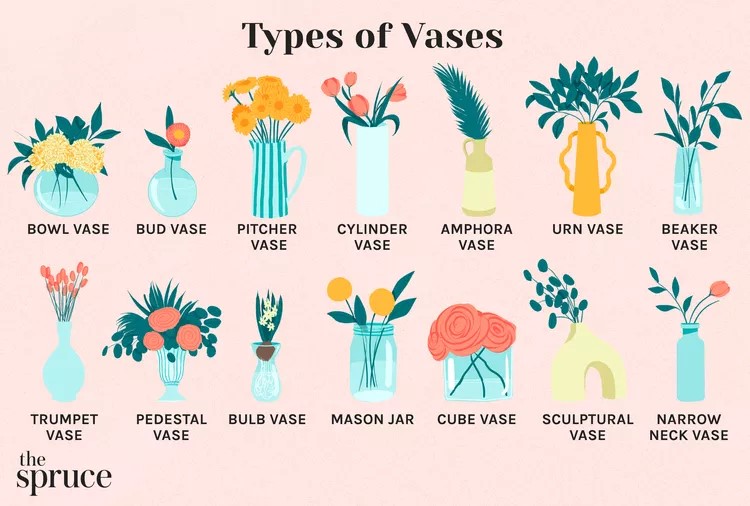 Types of Vases
BOWL VASE
BUD VASE
PITCHER
VASE
CYLINDER
VASE
AMPHORA
VASE
URN VASE
BEAKER
VASE
TRUMPET
VASE
PEDESTAL
VASE
BULB VASE
MASON JAR
CUBE VASE
SCULPTURAL
VASE
NARROW
NECK VASE
the
spruce